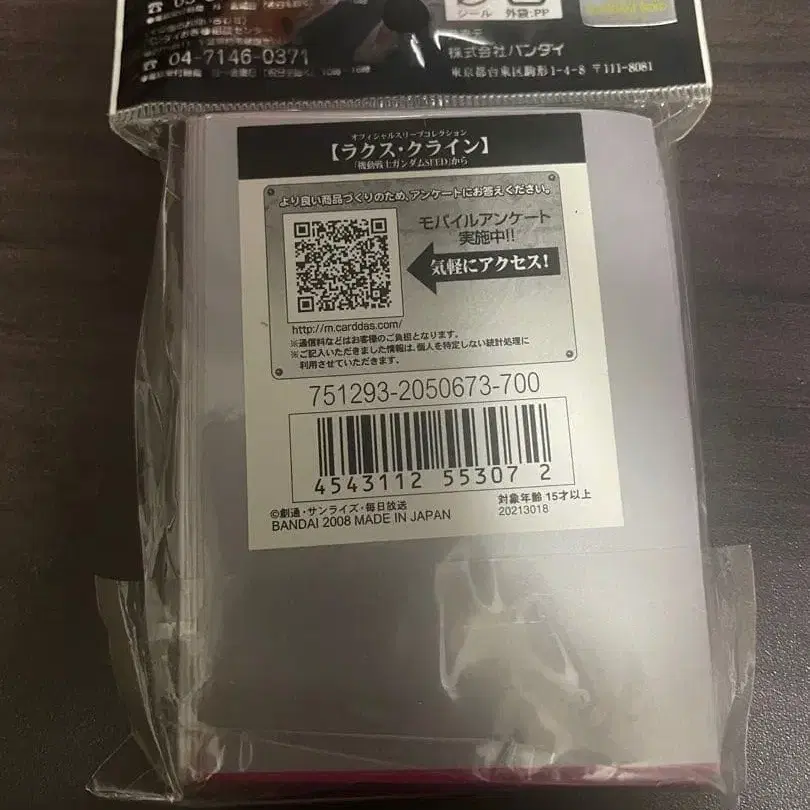 シール 外袋:PP
04-7146-0371
株式会社バンダイ
東京都台東区駒形1-4-8 〒111-8081
オフィシャルスリーブコレクション
【ラクス・クライン】
「機動戦士ガンダムSEED」から
より良い商品づくりのため、アンケートにお答えください。
モバイルアンケート
実施中!!
気軽にアクセス!
http://m.carddas.com/
※通信料などはお客様のご負担となります。
※ご記入いただきました情報は、個人を特定しない統計処理に
利用させていただきます。
751293-2050673-700
4543112 55307 2
©創通・サンライズ・毎日放送
BANDAI 2008 MADE IN JAPAN
対象年齢 15才以上
20213018